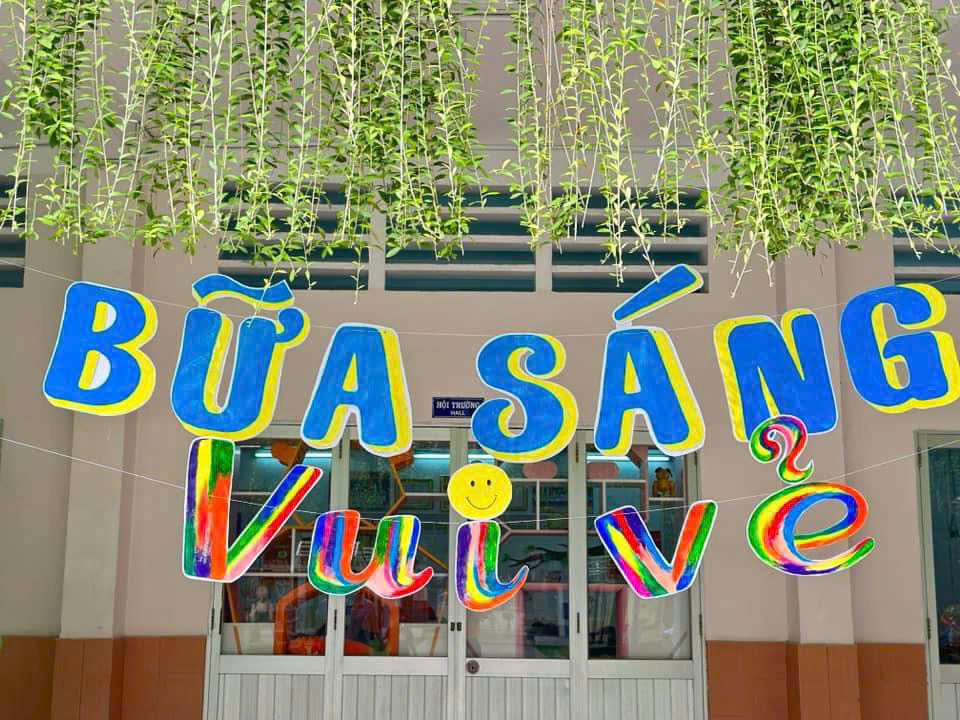 BỮA SÁNG
HỘI TRƯỜNG
HALL
Vui vẻ